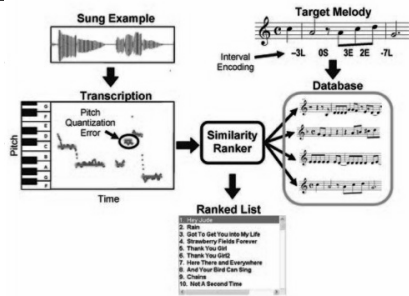 Sung Example
Target Melody
Interval
Encoding
-3L 0S 3E 2E -7L
Transcription
Database
Pitch
Quantization
Error
Pitch
Time
Similarity
Ranker
Ranked List
1. Hey Jude
2. Rain
3. Got To Get You Into My Life
4. Strawberry Fields Forever
5. Thank You Girl
6. Thank You Girl2
7. Here There and Everywhere
8. And Your Bird Can Sing
9. Chains
10. Not A Second Time